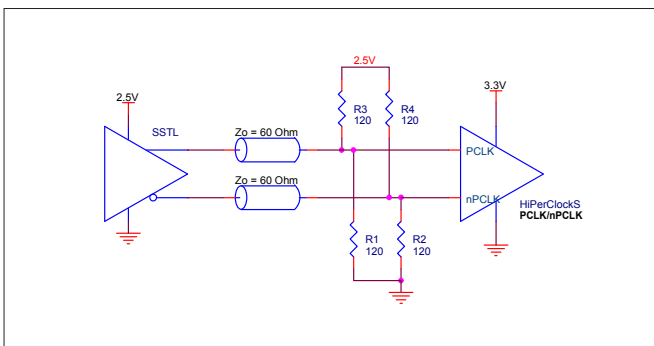 2.5V
3.3V
2.5V
R3
120
R4
120
SSTL
Zo = 60 Ohm
PCLK
Zo = 60 Ohm
nPCLK
HiPerClockS
PCLK/nPCLK
R1
120
R2
120